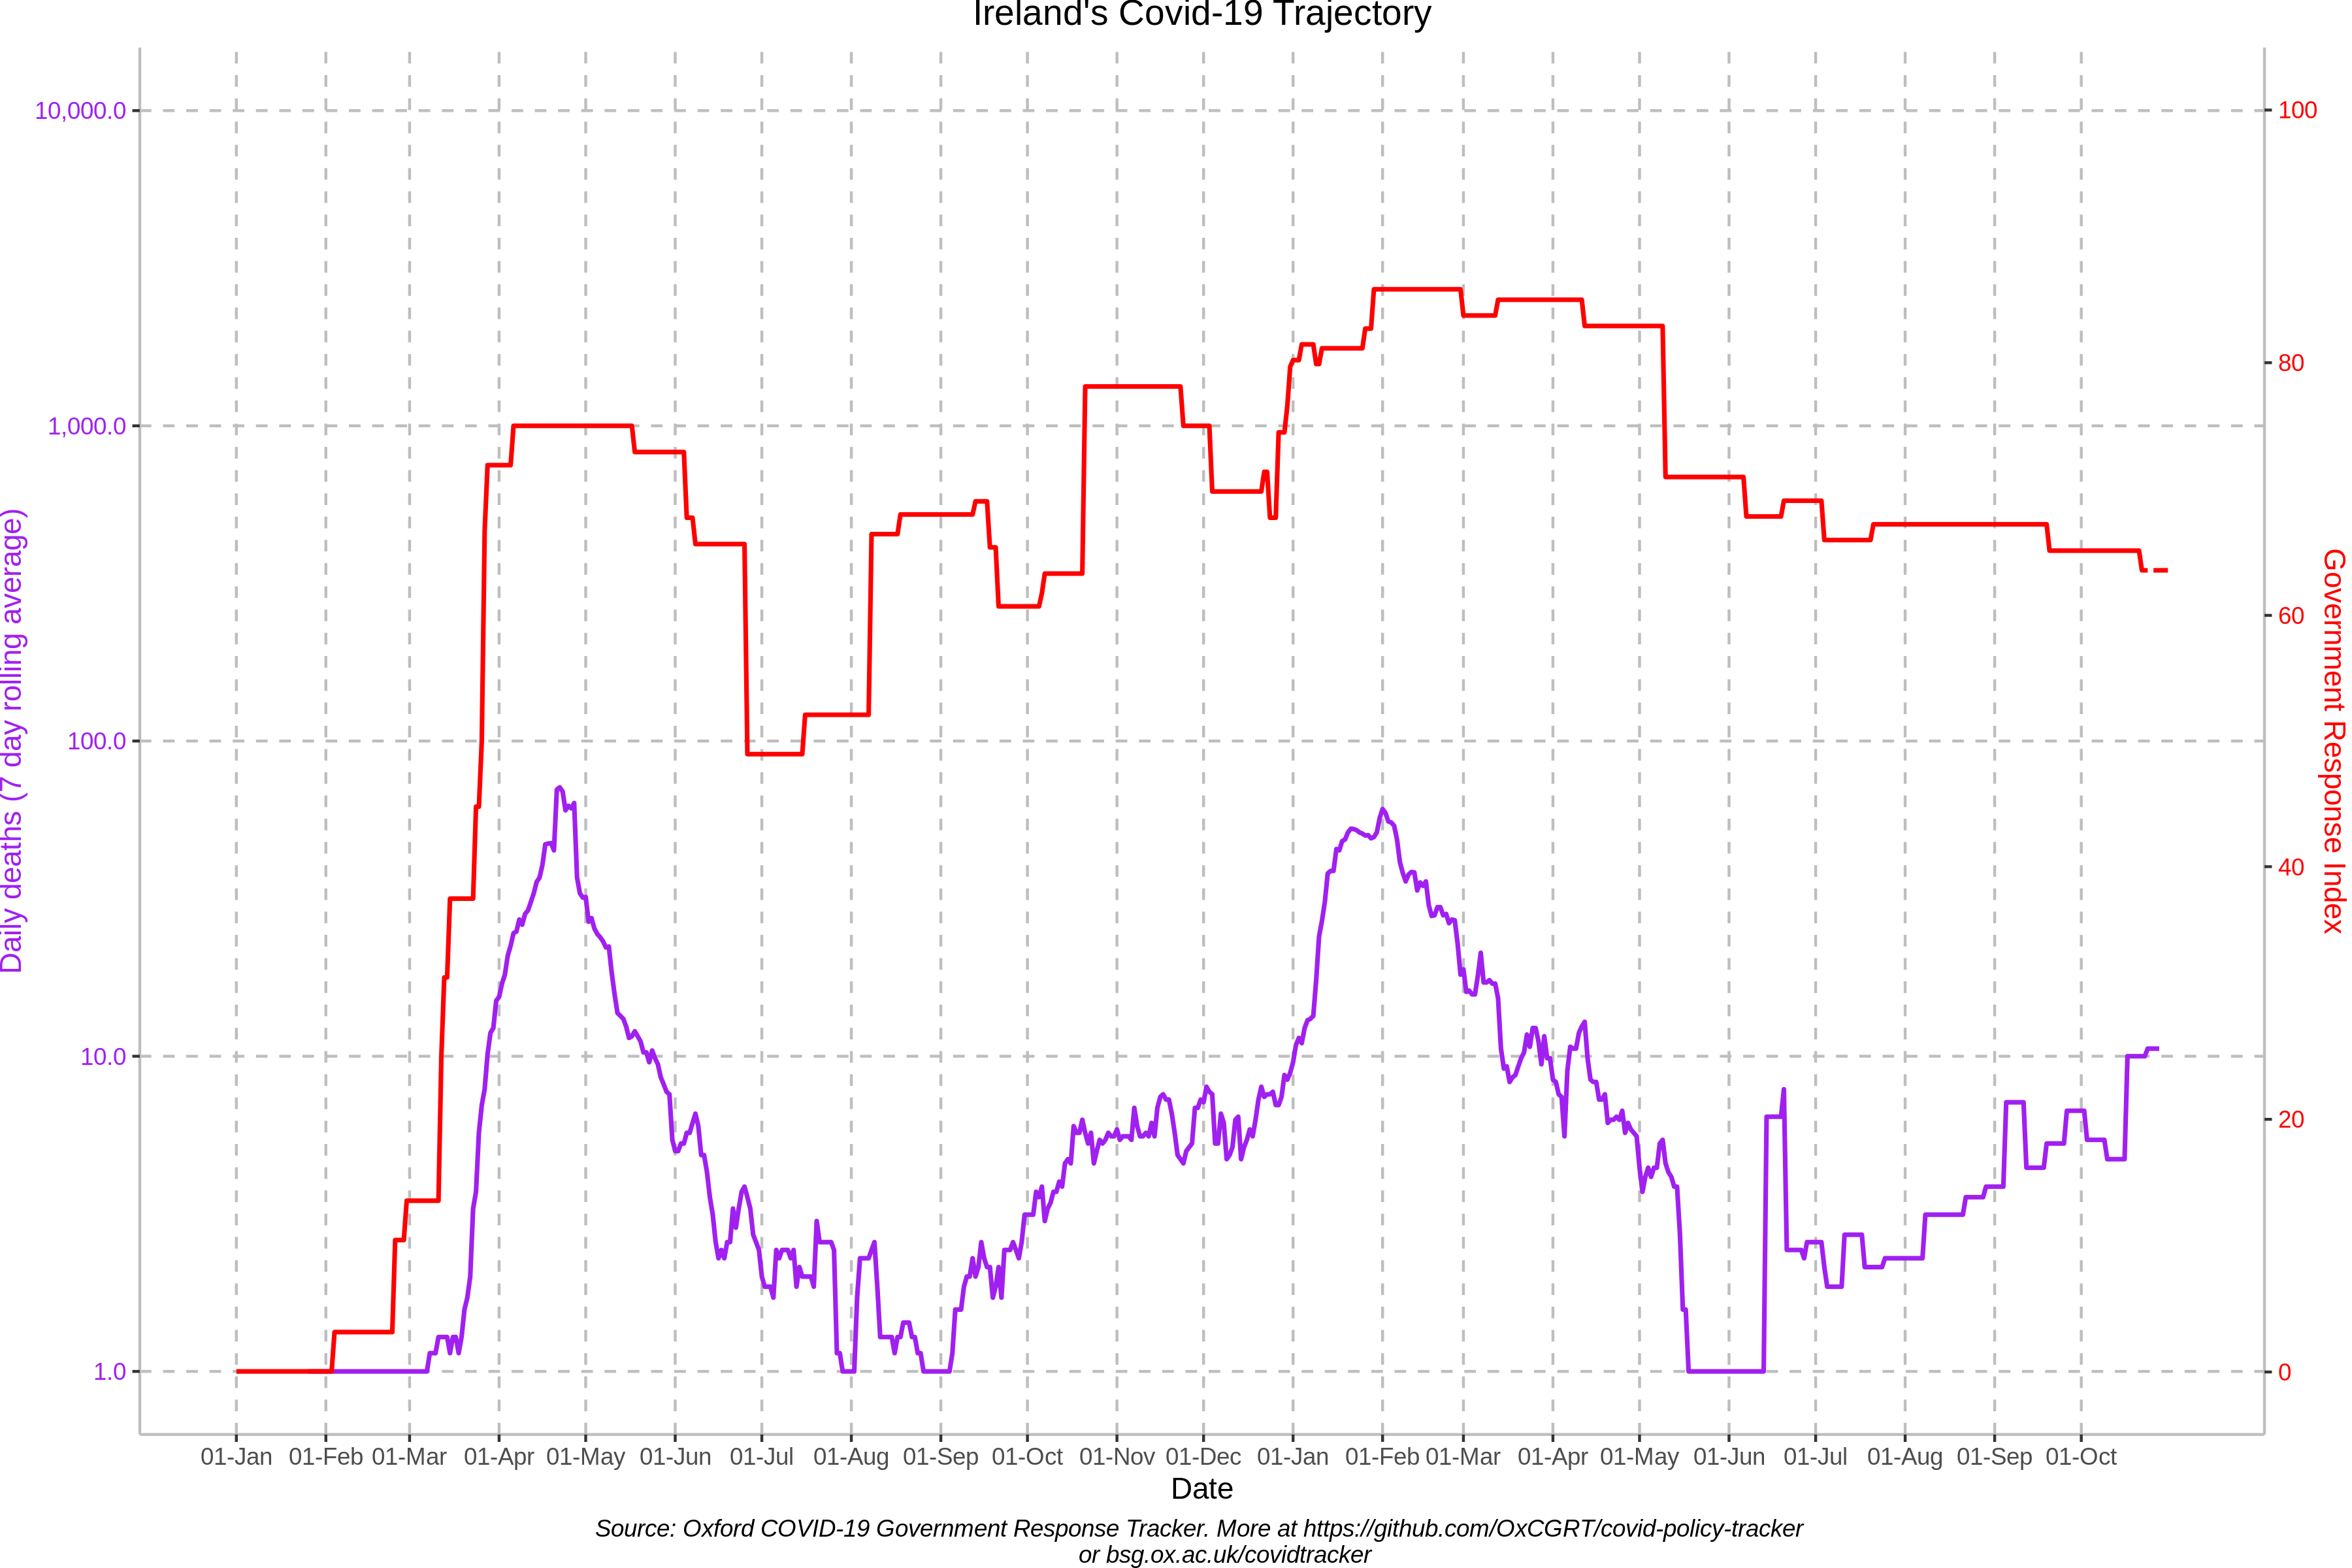 Ireland's Covid-19 Trajectory
10,000.0
1,000.0
100.0
10.0
1.0
Daily deaths (7 day rolling average)
100
80
60
40
20
0
Government Response Index
01-Jan 01-Feb 01-Mar 01-Apr 01-May 01-Jun 01-Jul 01-Aug 01-Sep 01-Oct 01-Nov 01-Dec 01-Jan 01-Feb 01-Mar 01-Apr 01-May 01-Jun 01-Jul 01-Aug 01-Sep 01-Oct
Date
Source: Oxford COVID-19 Government Response Tracker. More at https://github.com/OxCGRT/covid-policy-tracker
or bsg.ox.ac.uk/covidtracker